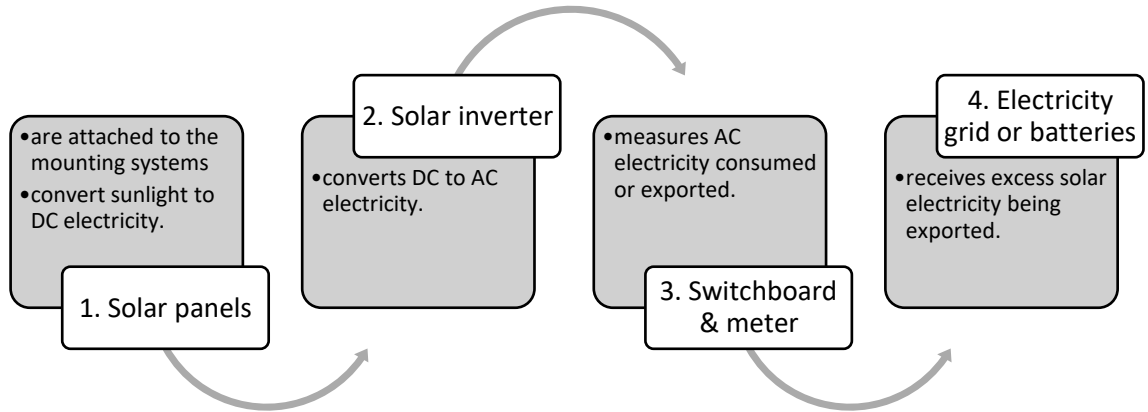 •are attached to the
mounting systems
•convert sunlight to
DC electricity.
1. Solar panels
2. Solar inverter
•converts DC to AC
electricity.
•measures AC
electricity consumed
or exported.
3. Switchboard
& meter
4. Electricity
grid or batteries
•receives excess solar
electricity being
exported.